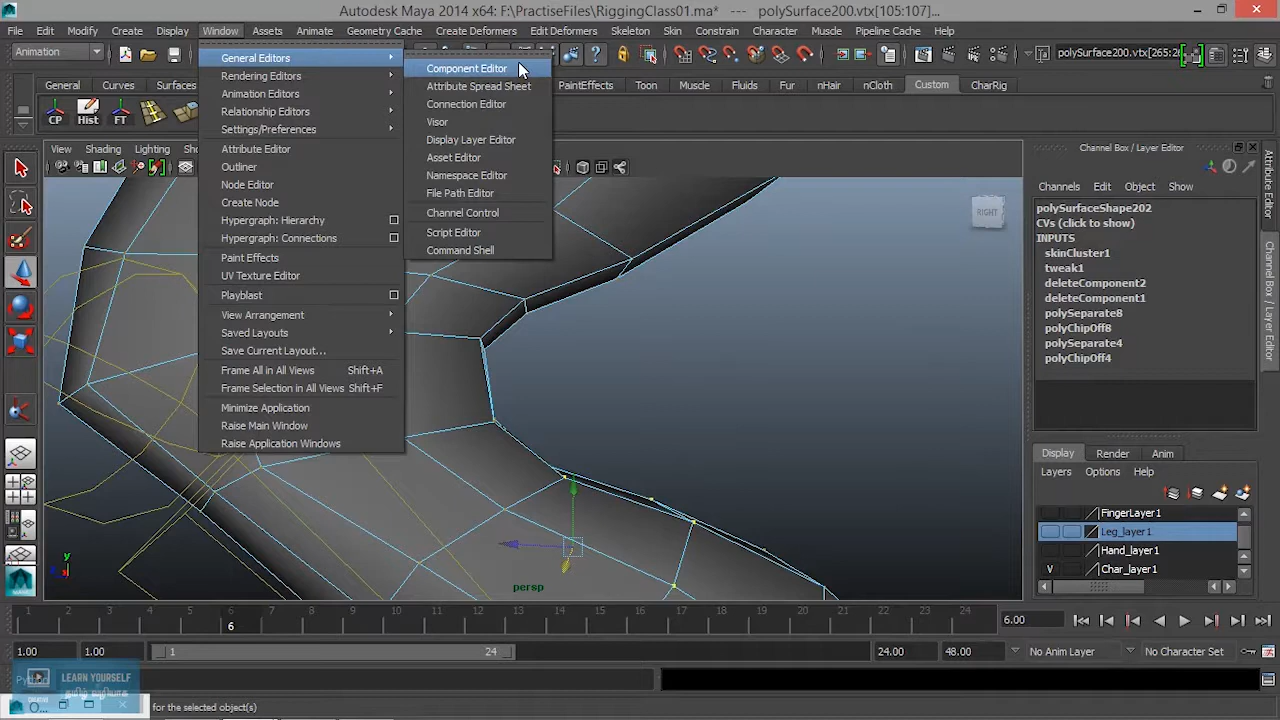 Autodesk Maya 2014 x64: F:\PractiseFiles\RiggingClass01.ma* --- polySurface200.vtx[105:107]...
File Edit Modify Create Display Window Assets Animate Geometry Cache Create Deformers Edit Deformers Skeleton Skin Constrain Character Muscle Pipeline Cache Help
Animation
polySurface200.vtx[265:26
General Curves Surfaces
PaintEffects Toon Muscle Fluids Fur nHair nCloth Custom CharRig
CP Hist FT
General Editors
Rendering Editors
Animation Editors
Relationship Editors
Settings/Preferences
Attribute Editor
Outliner
Node Editor
Create Node
Hypergraph: Hierarchy
Hypergraph: Connections
Paint Effects
UV Texture Editor
Playblast
View Arrangement
Saved Layouts
Save Current Layout...
Frame All in All Views Shift+A
Frame Selection in All Views Shift+F
Minimize Application
Raise Main Window
Raise Application Windows
Component Editor
Attribute Spread Sheet
Connection Editor
Visor
Display Layer Editor
Asset Editor
Namespace Editor
File Path Editor
Channel Control
Script Editor
Command Shell
View Shading Lighting
RIGHT
persp
y
Channel Box / Layer Editor
Channels Edit Object Show
polySurfaceShape202
CVs (click to show)
INPUTS
skinCluster1
tweak1
deleteComponent2
deleteComponent1
polySeparate8
polyChipOff8
polySeparate4
polyChipOff4
Display Render Anim
Layers Options Help
FingerLayer1
Leg_layer1
Hand_layer1
V Char_layer1
Attribute Editor
Channel Box / Layer Editor
1 2 3 4 5 6 7 8 9 10 11 12 13 14 15 16 17 18 19 20 21 22 23 24
6
6.00
1.00 1.00 1 24 24.00 48.00 No Anim Layer No Character Set
LEARN YOURSELF
தமிழ் வழியாக
O...
for the selected object(s)